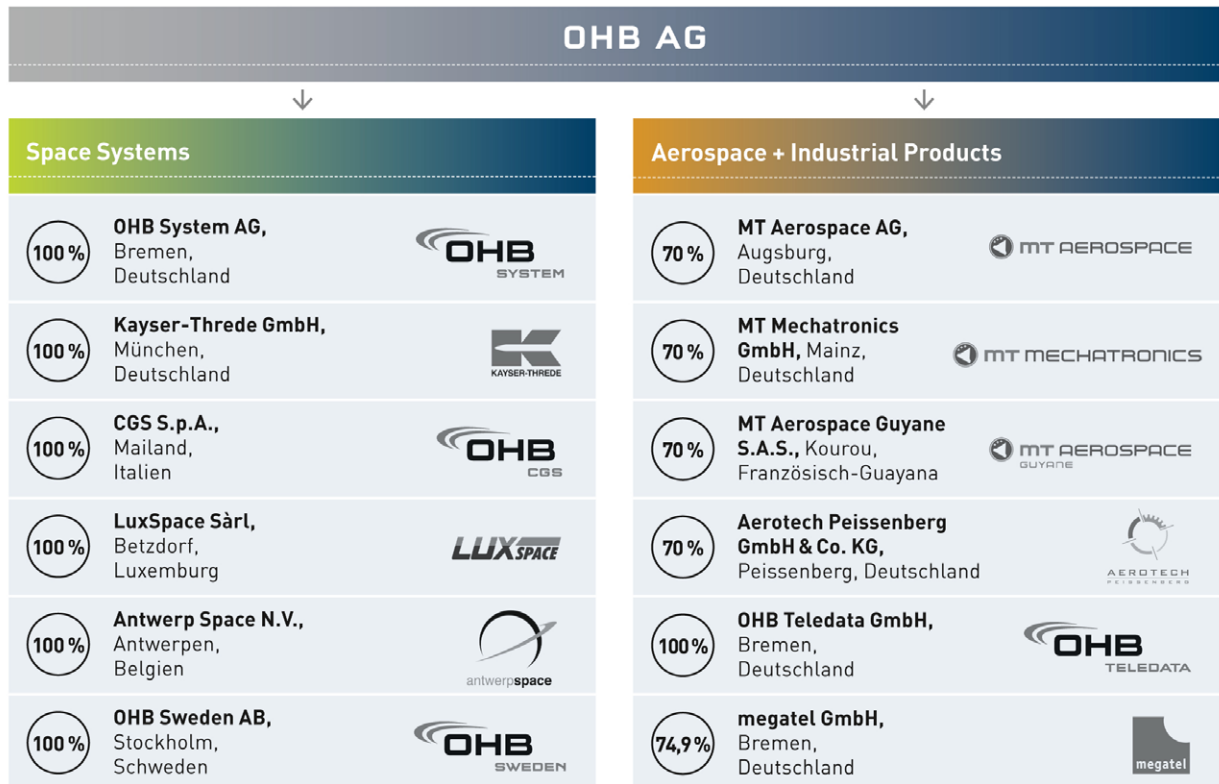 OHB AG
Space Systems
100 %
OHB System AG,
Bremen,
Deutschland
OHB
SYSTEM
100 %
Kayser-Threde GmbH,
München,
Deutschland
K
KAYSER-THREDE
100 %
CGS S.p.A.,
Mailand,
Italien
OHB
CGS
100 %
LuxSpace Sàrl,
Betzdorf,
Luxemburg
LUXSPACE
100 %
Antwerp Space N.V.,
Antwerpen,
Belgien
antwerpspace
100 %
OHB Sweden AB,
Stockholm,
Schweden
OHB
SWEDEN
Aerospace + Industrial Products
70 %
MT Aerospace AG,
Augsburg,
Deutschland
MT AEROSPACE
70 %
MT Mechatronics
GmbH, Mainz,
Deutschland
MT MECHATRONICS
70 %
MT Aerospace Guyane
S.A.S., Kourou,
Französisch-Guayana
MT AEROSPACE
GUYANE
70 %
Aerotech Peissenberg
GmbH & Co. KG,
Peissenberg, Deutschland
AEROTECH
PEISSENBERG
100 %
OHB Teledata GmbH,
Bremen,
Deutschland
OHB
TELEDATA
74,9 %
megatel GmbH,
Bremen,
Deutschland
megatel